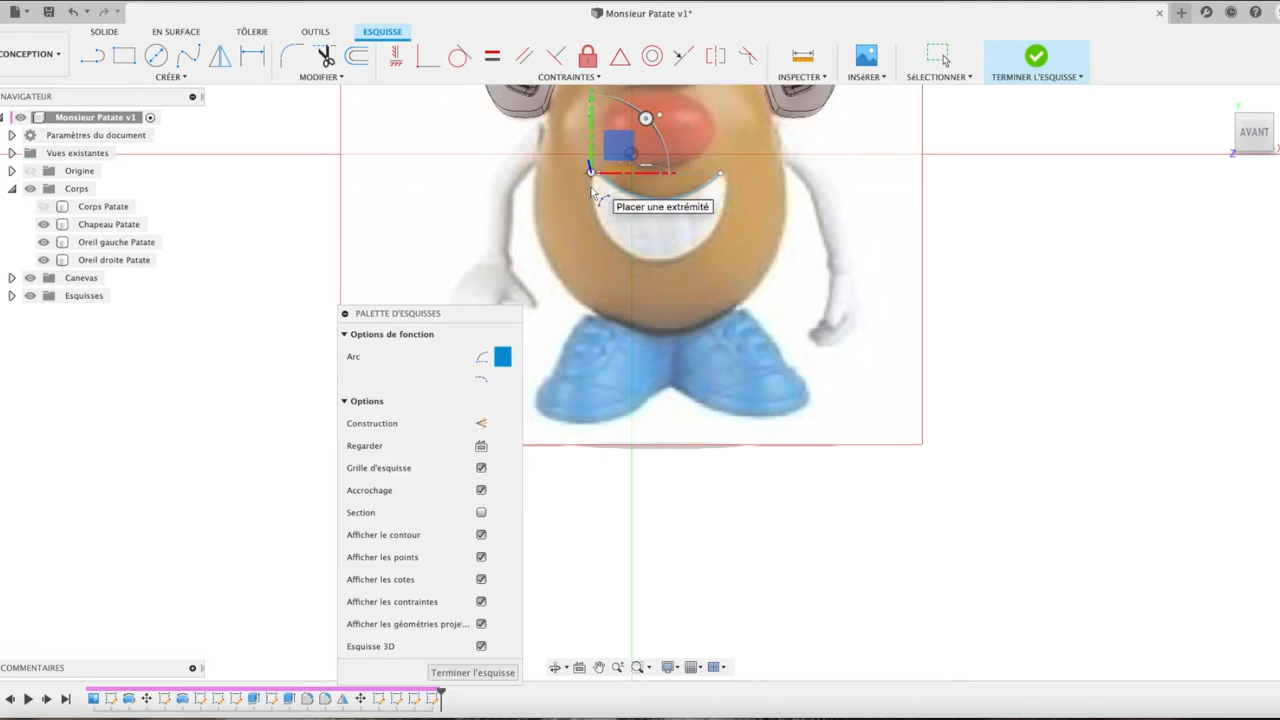 Monsieur Patate v1*
SOLIDE
EN SURFACE
TÔLERIE
OUTILS
ESQUISSE
CONCEPTION
CRÉER
MODIFIER
CONTRAINTES
INSPECTER
INSÉRER
SÉLECTIONNER
TERMINER L'ESQUISSE
NAVIGATEUR
Monsieur Patate v1
Paramètres du document
Vues existantes
Origine
Corps
Corps Patate
Chapeau Patate
Oreil gauche Patate
Oreil droite Patate
Canevas
Esquisses
AVANT
Y
Z
Placer une extrémité
PALETTE D'ESQUISSES
Options de fonction
Arc
Options
Construction
Regarder
Grille d'esquisse
Accrochage
Section
Afficher le contour
Afficher les points
Afficher les cotes
Afficher les contraintes
Afficher les géométries proje...
Esquisse 3D
Terminer l'esquisse
COMMENTAIRES